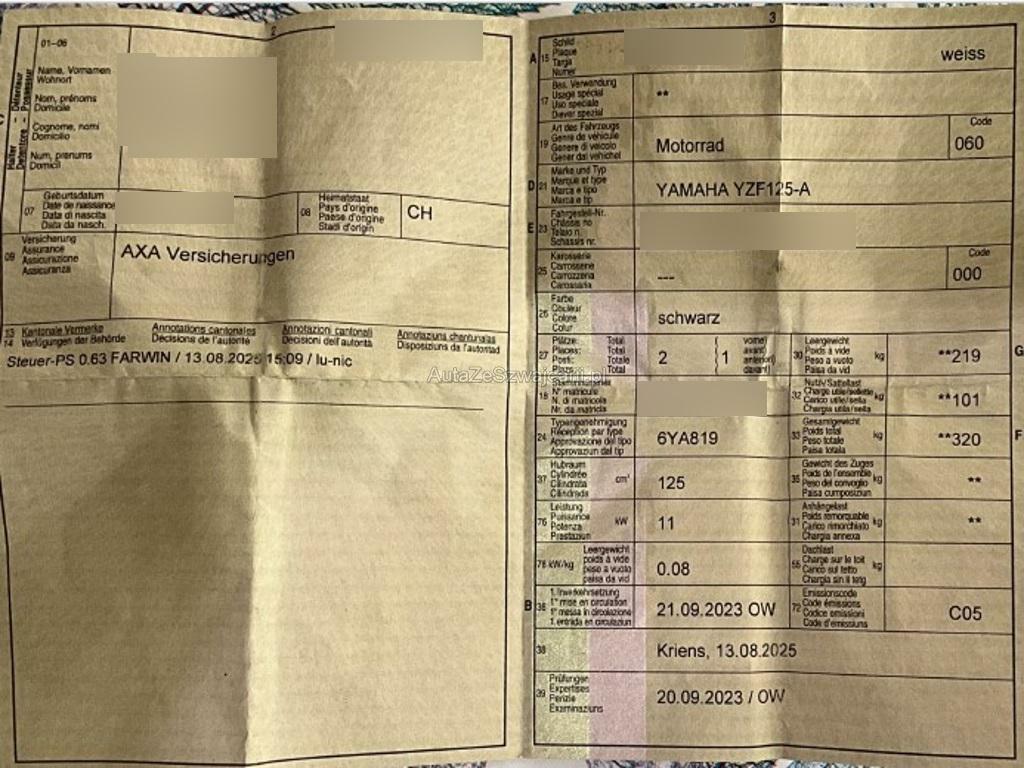 2
01-06
C
Halter - Détenteur
Detentore - Possessur
Name, Vornamen
Wohnort
Nom, prénoms
Domicile
Cognome, nomi
Domicilio
Num, prenums
Domicil
07
Geburtsdatum
Date de naissance
Data di nascita
Data da nasch.
08
Heimatstaat
Pays d'origine
Paese d'origine
Stadi d'origin
CH
09
Versicherung
Assurance
Assicurazione
Assicuranza
AXA Versicherungen
13 Kantonale Vermerke
14 Verfügungen der Behörde
Annotations cantonales
Décisions de l'autorité
Annotazioni cantonali
Decisioni dell'autorità
Annotaziuns chantunalas
Disposiziuns da l'autoritad
Steuer-PS 0.63 FARWIN / 13.08.2025 15:09 / lu-nic
3
A 15
Schild
Plaque
Targa
Numer
weiss
17
Bes. Verwendung
Usage spécial
Uso speciale
Diever spezial
**
19
Art des Fahrzeugs
Genre de véhicule
Genere di veicolo
Gener dal vehichel
Motorrad
Code
060
D 21
Marke und Typ
Marque et type
Marca e tipo
Marca e tip
YAMAHA YZF125-A
E 23
Fahrgestell-Nr.
Châssis no
Telaio n.
Schassis nr.
25
Karosserie
Carrosserie
Carrozzeria
Carossaria
---
Code
000
26
Farbe
Couleur
Colore
Colur
schwarz
27
Plätze: Total
Places: Total
Posti: Totale
Plazs: Total
2
1
vorne)
avant)
anteriori)
davant)
30
Leergewicht
Poids à vide
Peso a vuoto
Paisa da vid
kg
**219
G
18
Stammnummer
N° matricule
N. di matricola
Nr. da matricla
32
Nutz-/Sattellast
Charge utile/sellette
Carico utile/sella
Chargia utila/sella
kg
**101
24
Typengenehmigung
Réception par type
Approvazione del tipo
Approvaziun dal tip
6YA819
33
Gesamtgewicht
Poids total
Peso totale
Paisa totala
kg
**320
F
37
Hubraum
Cylindrée
Cilindrata
Cilindrada
cm³
125
35
Gewicht des Zuges
Poids de l'ensemble
Peso del convoglio
Paisa cumposiziun
kg
**
76
Leistung
Puissance
Potenza
Prestaziun
kW
11
31
Anhängelast
Poids remorquable
Carico rimorchiato
Chargia annexa
kg
**
78 kW/kg
Leergewicht
poids à vide
peso a vuoto
paisa da vid
0.08
55
Dachlast
Charge sur le toit
Carico sul tetto
Chargia sin il tetg
kg
B 36
1. Inverkehrsetzung
1re mise en circulation
1a messa in circolazione
1. entrada en circulaziun
21.09.2023 OW
72
Emissionscode
Code émissions
Codice emissioni
Code d'emissiuns
C05
38
Kriens, 13.08.2025
39
Prüfungen
Expertises
Perizie
Examinaziuns
20.09.2023 / OW
AutaZeSzwajcarii.pl